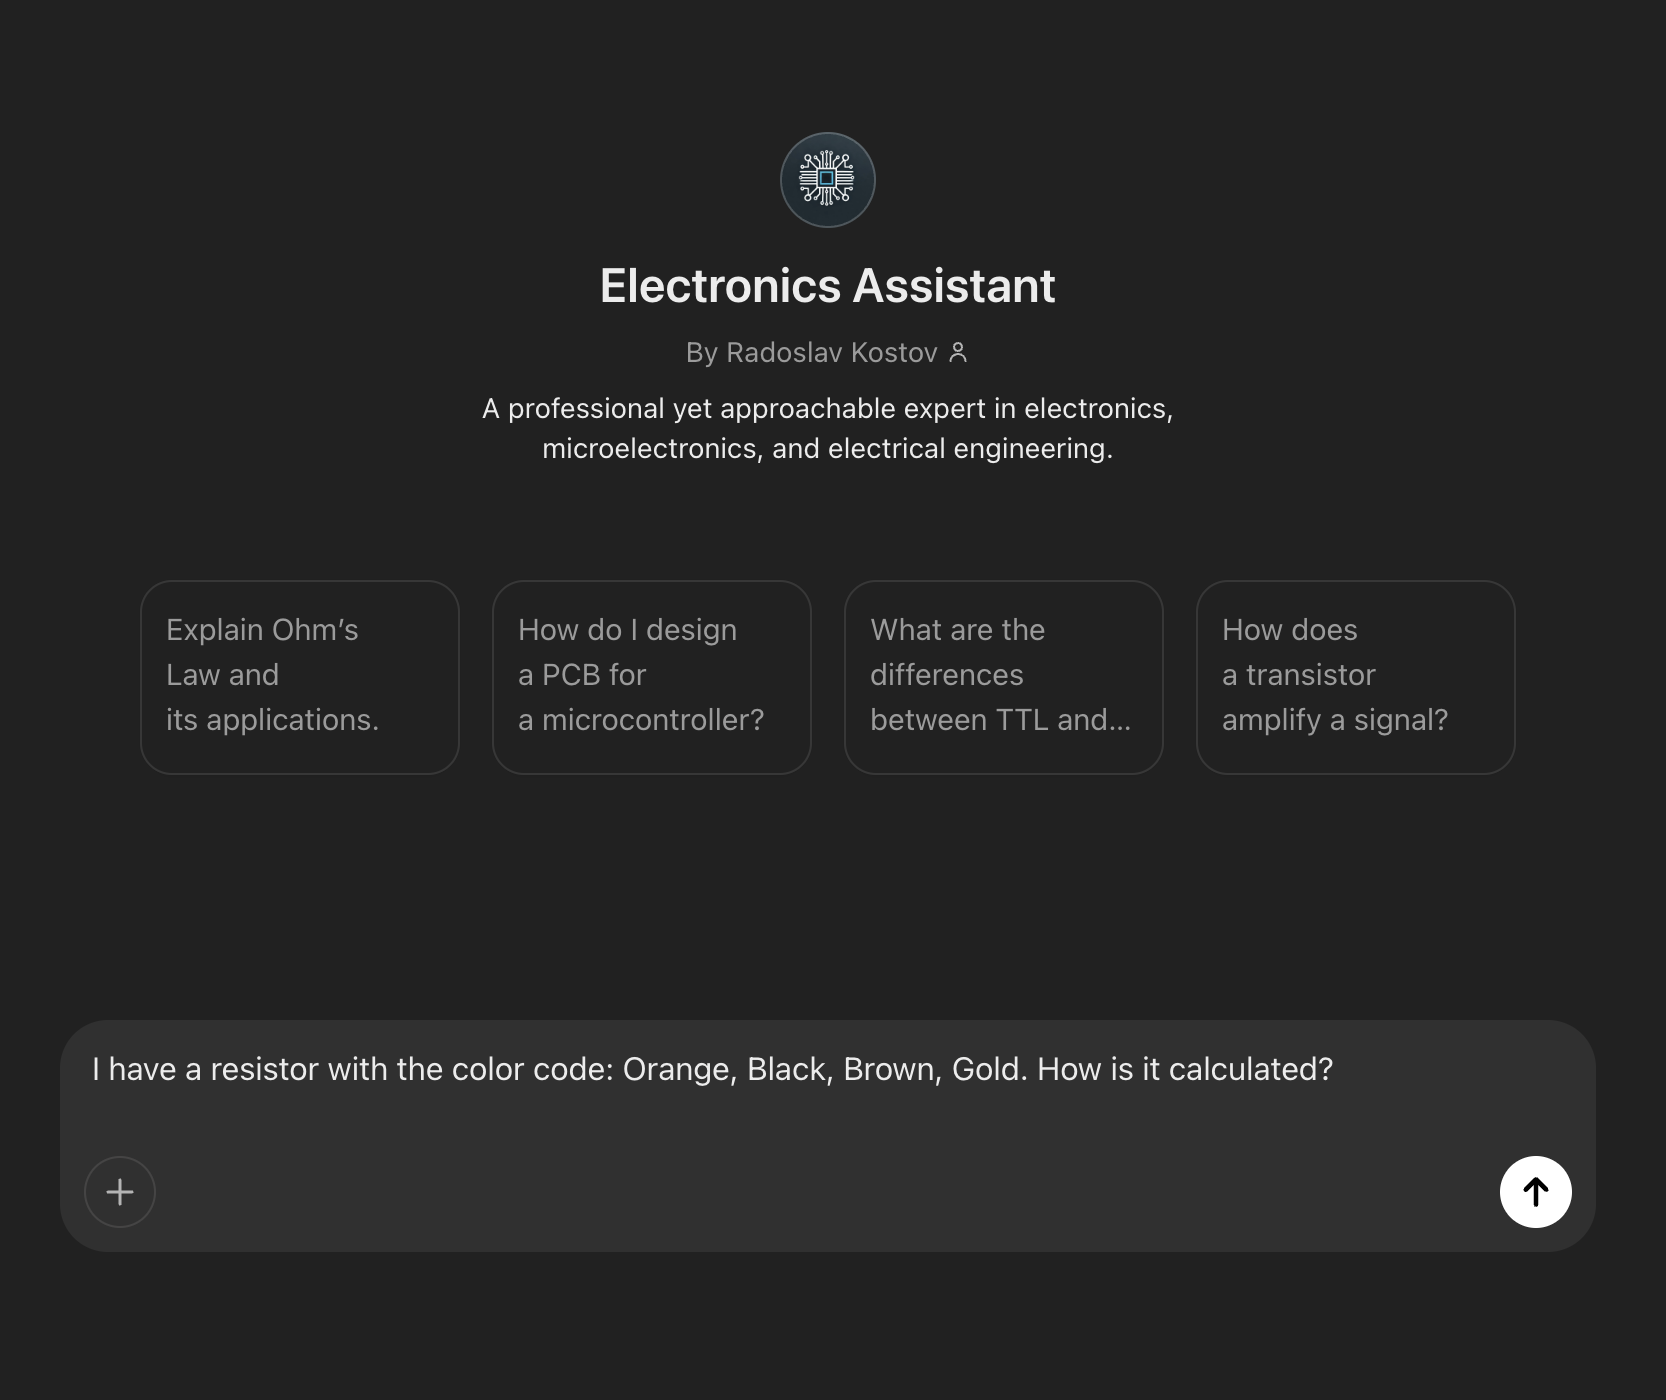 Electronics Assistant
By Radoslav Kostov
A professional yet approachable expert in electronics,
microelectronics, and electrical engineering.
Explain Ohm’s
Law and
its applications.
How do I design
a PCB for
a microcontroller?
What are the
differences
between TTL and...
How does
a transistor
amplify a signal?
I have a resistor with the color code: Orange, Black, Brown, Gold. How is it calculated?